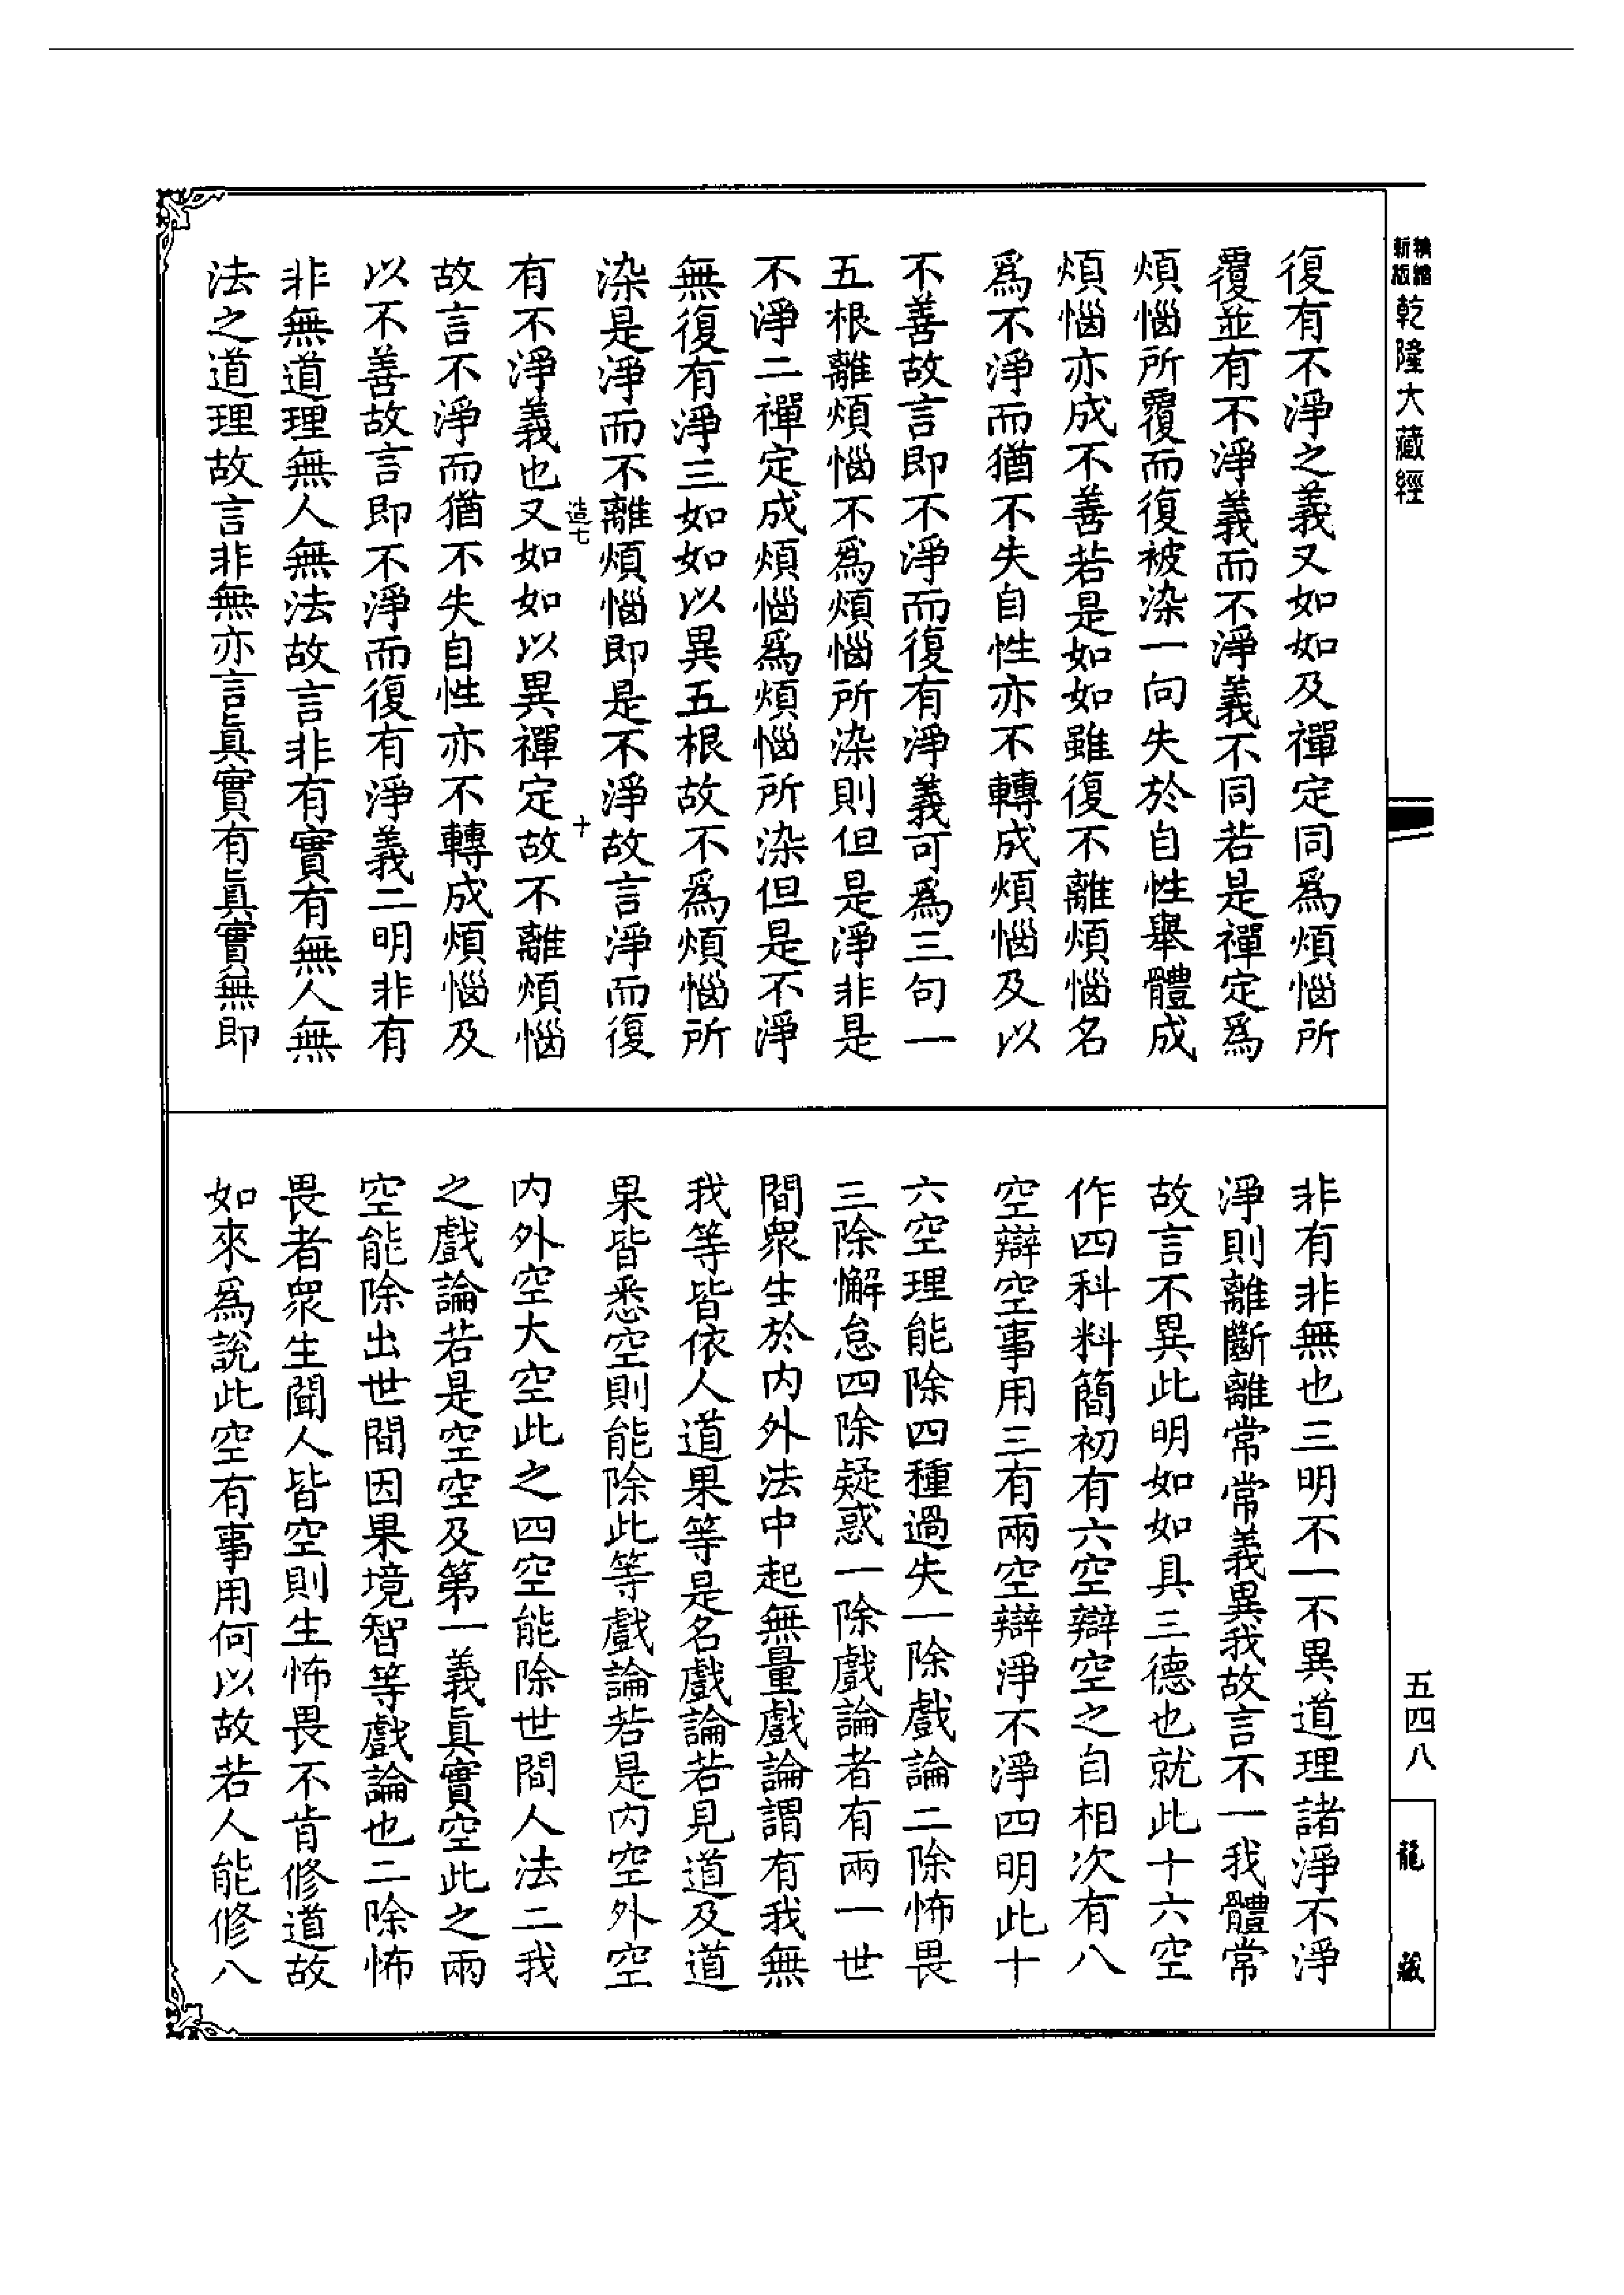 精縮新版乾隆大藏經
五四八
龍藏
復有不淨之義又如如及禪定同爲煩惱所
覆並有不淨義而不淨義不同若是禪定爲
煩惱所覆而復被染一向失於自性舉體成
煩惱亦成不善若是如如雖復不離煩惱名
爲不淨而猶不失自性亦不轉成煩惱及以
不善故言即不淨而復有淨義可爲三句一
五根離煩惱不爲煩惱所染則但是淨非是
不淨二禪定成煩惱爲煩惱所染但是不淨
無復有淨三如如以異五根故不爲煩惱所
染是淨而不離煩惱即是不淨故言淨而復
造七 十
有不淨義也又如如以異禪定故不離煩惱
故言不淨而猶不失自性亦不轉成煩惱及
以不善故言即不淨而復有淨義二明非有
非無道理無人無法故言非有實有無人無
法之道理故言非無亦言眞實有眞實無即
非有非無也三明不一不異道理諸淨不淨
淨則離斷離常常義異我故言不一我體常
故言不異此明如如具三德也就此十六空
作四科料簡初有六空辯空之自相次有八
空辯空事用三有兩空辯淨不淨四明此十
六空理能除四種過失一除戲論二除怖畏
三除懈怠四除疑惑一除戲論者有兩一世
間衆生於内外法中起無量戲論謂有我無
我等皆依人道果等是名戲論若見道及道
果皆悉空則能除此等戲論若是内空外空
内外空大空此之四空能除世間人法二我
之戲論若是空空及第一義眞實空此之兩
空能除出世間因果境智等戲論也二除怖
畏者衆生聞人皆空則生怖畏不肯修道故
如來爲說此空有事用何以故若人能修八